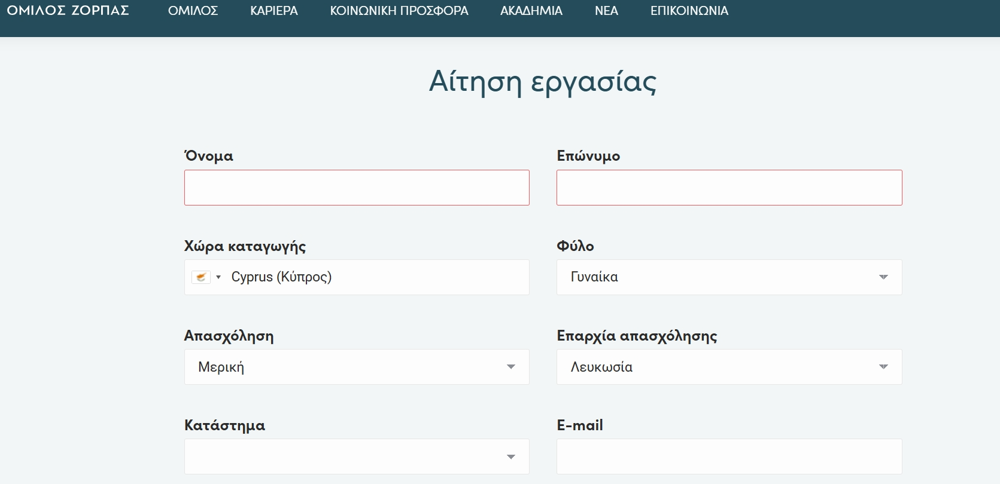 ΟΜΙΛΟΣ ΖΟΡΠΑΣ ΟΜΙΛΟΣ ΚΑΡΙΕΡΑ ΚΟΙΝΩΝΙΚΗ ΠΡΟΣΦΟΡΑ ΑΚΑΔΗΜΙΑ ΝΕΑ ΕΠΙΚΟΙΝΩΝΙΑ
Αίτηση εργασίας
Όνομα Επώνυμο
Χώρα καταγωγής Φύλο
Cyprus (Κύπρος) Γυναίκα
Απασχόληση Επαρχία απασχόλησης
Μερική Λευκωσία
Κατάστημα E-mail